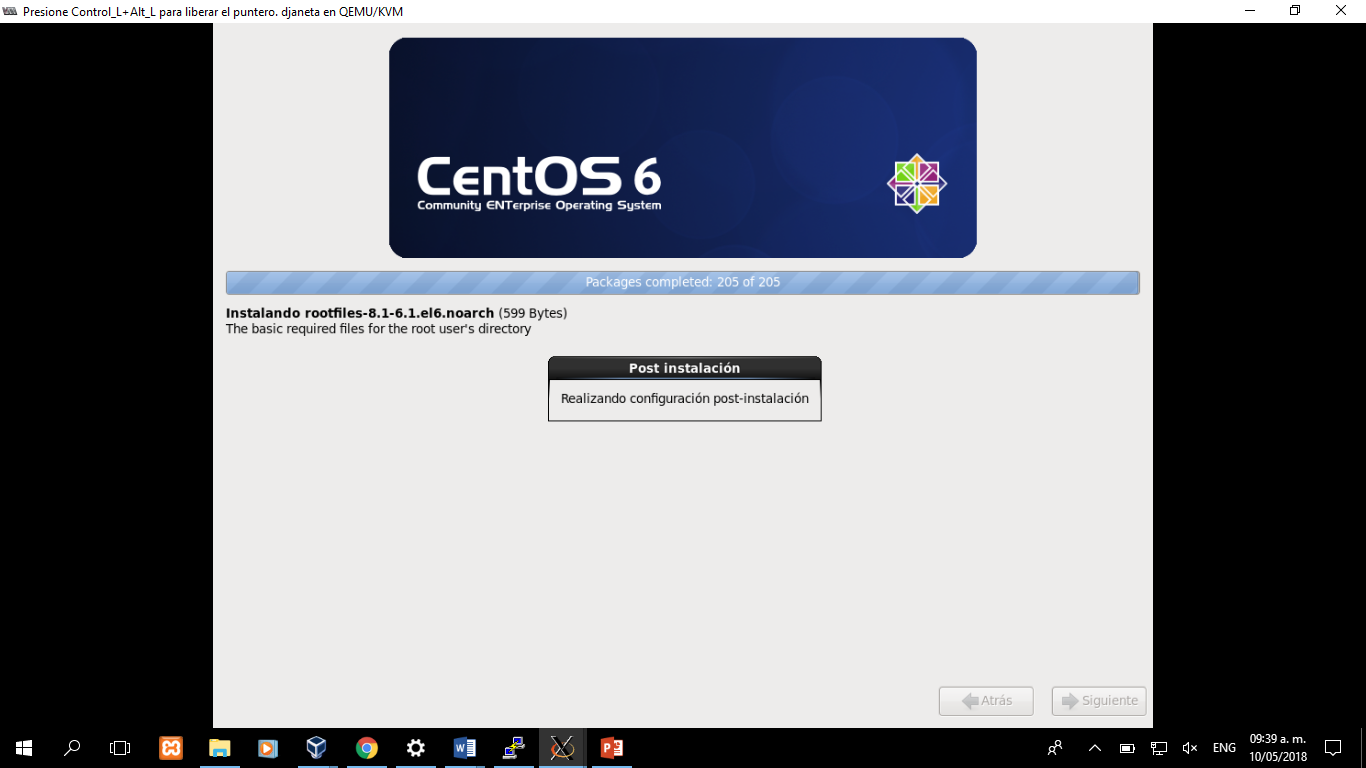 Presione Control_L+Alt_L para liberar el puntero. djaneta en QEMU/KVM
CentOS 6
Community ENTerprise Operating System
Packages completed: 205 of 205
Instalando rootfiles-8.1-6.1.el6.noarch (599 Bytes)
The basic required files for the root user's directory
Post instalación
Realizando configuración post-instalación
Atrás
Siguiente
ENG
09:39 a. m.
10/05/2018